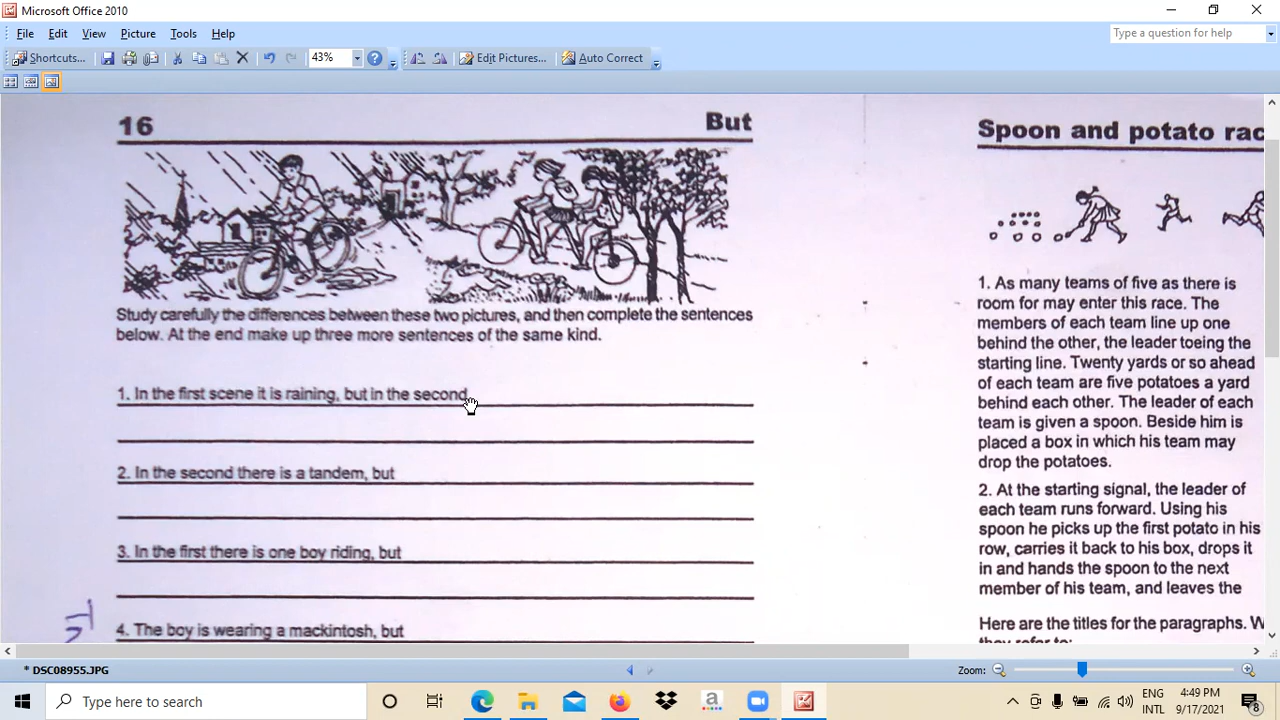 Microsoft Office 2010
File Edit View Picture Tools Help
Type a question for help
Shortcuts... 43% Edit Pictures... Auto Correct
16 But
Study carefully the differences between these two pictures, and then complete the sentences
below. At the end make up three more sentences of the same kind.
1. In the first scene it is raining, but in the second
2. In the second there is a tandem, but
3. In the first there is one boy riding, but
4. The boy is wearing a mackintosh, but
Spoon and potato rac
1. As many teams of five as there is
room for may enter this race. The
members of each team line up one
behind the other, the leader toeing the
starting line. Twenty yards or so ahead
of each team are five potatoes a yard
behind each other. The leader of each
team is given a spoon. Beside him is
placed a box in which his team may
drop the potatoes.
2. At the starting signal, the leader of
each team runs forward. Using his
spoon he picks up the first potato in his
row, carries it back to his box, drops it
in and hands the spoon to the next
member of his team, and leaves the
Here are the titles for the paragraphs. W
they refer to:
* DSC08955.JPG
Zoom:
Type here to search
ENG
INTL
4:49 PM
9/17/2021
8